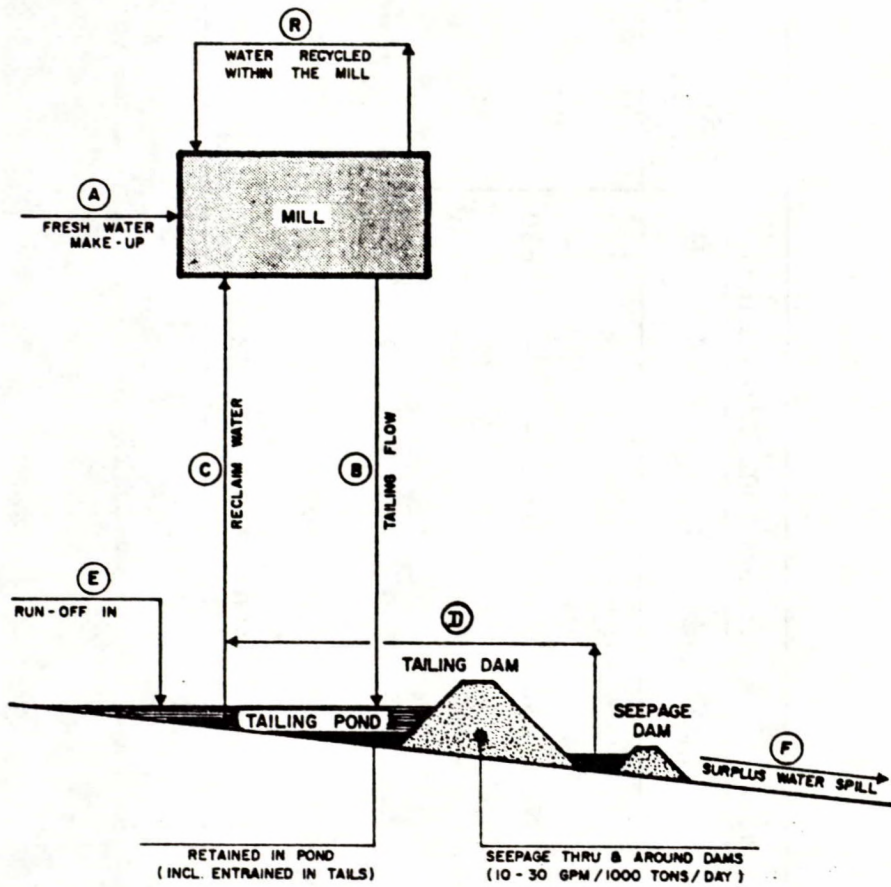 R
WATER RECYCLED
WITHIN THE MILL
A
FRESH WATER
MAKE-UP
MILL
C
RECLAIM WATER
B
TAILING FLOW
E
RUN-OFF IN
D
TAILING DAM
TAILING POND
SEEPAGE
DAM
F
SURPLUS WATER SPILL
RETAINED IN POND
(INCL. ENTRAINED IN TAILS)
SEEPAGE THRU & AROUND DAMS
(10-30 GPM/1000 TONS/DAY)